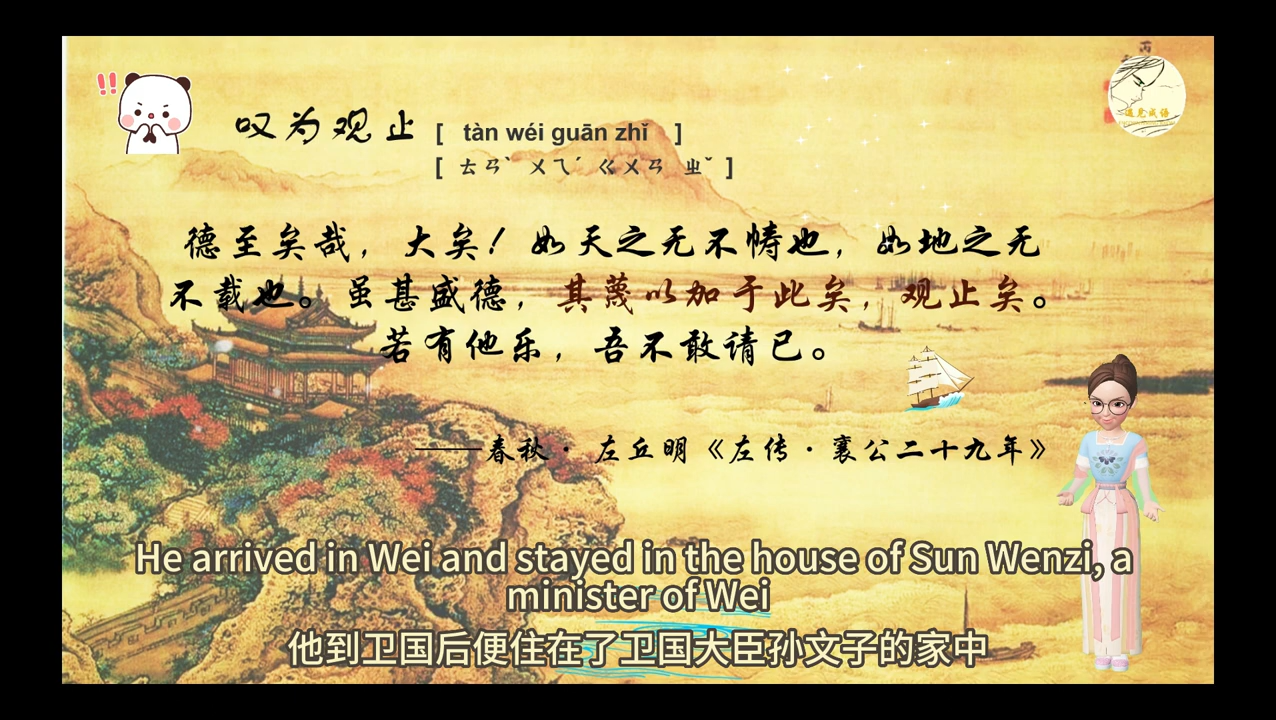 叹为观止 [ tàn wéi guān zhǐ ]
[ ㄊㄢˋ ㄨㄟˊ ㄍㄨㄢ ㄓˇ ]
德至矣哉，大矣！如天之无不帱也，如地之无
不载也。虽甚盛德，其蔑以加于此矣，观止矣。
若有他乐，吾不敢请已。
——春秋·左丘明《左传·襄公二十九年》
He arrived in Wei and stayed in the house of Sun Wenzi, a
minister of Wei
他到卫国后便住在了卫国大臣孙文子的家中